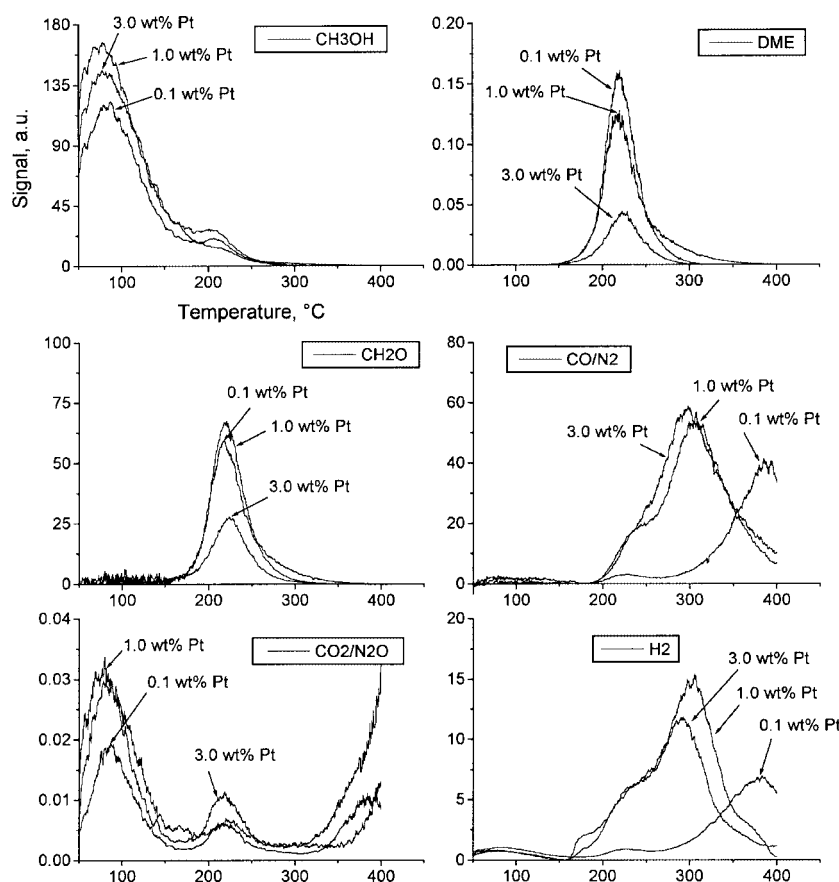 180
135
90
45
0
Signal, a.u.
3.0 wt% Pt
1.0 wt% Pt
0.1 wt% Pt
CH3OH
100
200
300
400
Temperature, °C
0.20
0.15
0.10
0.05
0.00
DME
0.1 wt% Pt
1.0 wt% Pt
3.0 wt% Pt
100
200
300
400
100
75
50
25
0
CH2O
0.1 wt% Pt
1.0 wt% Pt
3.0 wt% Pt
100
200
300
400
80
60
40
20
0
CO/N2
1.0 wt% Pt
0.1 wt% Pt
3.0 wt% Pt
100
200
300
400
0.04
0.03
0.02
0.01
0.00
CO2/N2O
1.0 wt% Pt
0.1 wt% Pt
3.0 wt% Pt
100
200
300
400
20
15
10
5
0
H2
3.0 wt% Pt
1.0 wt% Pt
0.1 wt% Pt
100
200
300
400